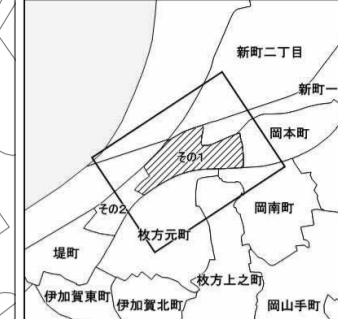 新町二丁目
新町一
岡本町
その1
その2
岡南町
枚方元町
堤町
枚方上之町
伊加賀東町
伊加賀北町
岡山手町